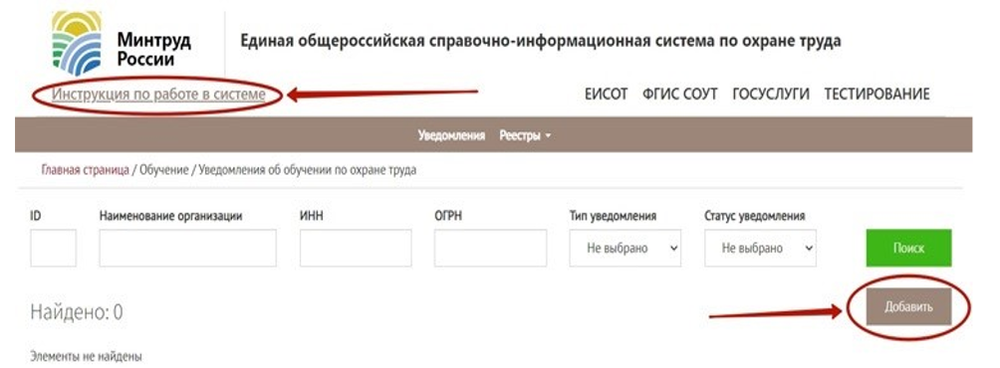 Минтруд
России
Единая общероссийская справочно-информационная система по охране труда
Инструкция по работе в системе
ЕИСОТ ФГИС СОУТ ГОСУСЛУГИ ТЕСТИРОВАНИЕ
Уведомления Реестры
Главная страница / Обучение / Уведомления об обучении по охране труда
ID Наименование организации ИНН ОГРН Тип уведомления Статус уведомления
Не выбрано Не выбрано Поиск
Найдено: 0 Добавить
Элементы не найдены